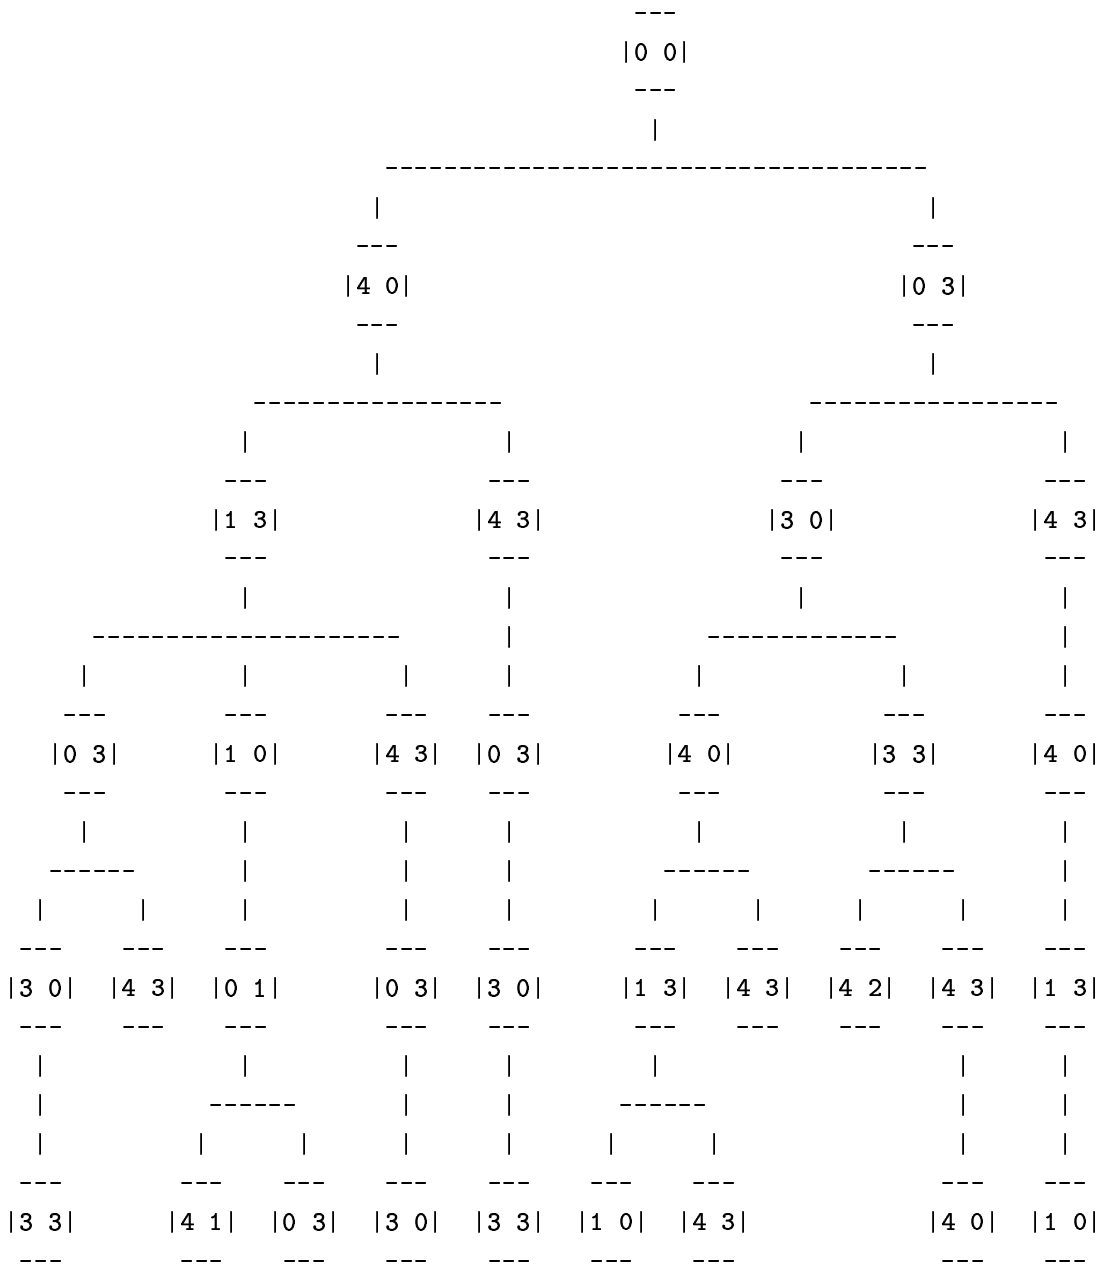 ---
|0 0|
---
|
-------------------------------------
| |
--- ---
|4 0| |0 3|
--- ---
| |
----------------- -----------------
| | | |
--- --- --- ---
|1 3| |4 3| |3 0| |4 3|
--- --- --- ---
| | | |
--------------------- | ------------- |
| | | | | | |
--- --- --- --- --- --- ---
|0 3| |1 0| |4 3| |0 3| |4 0| |3 3| |4 0|
--- --- --- --- --- --- ---
| | | | | | |
------ | | | ------ ------ |
| | | | | | | | | |
--- --- --- --- --- --- --- --- --- ---
|3 0| |4 3| |0 1| |0 3| |3 0| |1 3| |4 3| |4 2| |4 3| |1 3|
--- --- --- --- --- --- --- --- --- ---
| | | | | | |
| ------ | | ------ | |
| | | | | | | | |
--- --- --- --- --- --- --- --- ---
|3 3| |4 1| |0 3| |3 0| |3 3| |1 0| |4 3| |4 0| |1 0|
--- --- --- --- --- --- --- --- ---